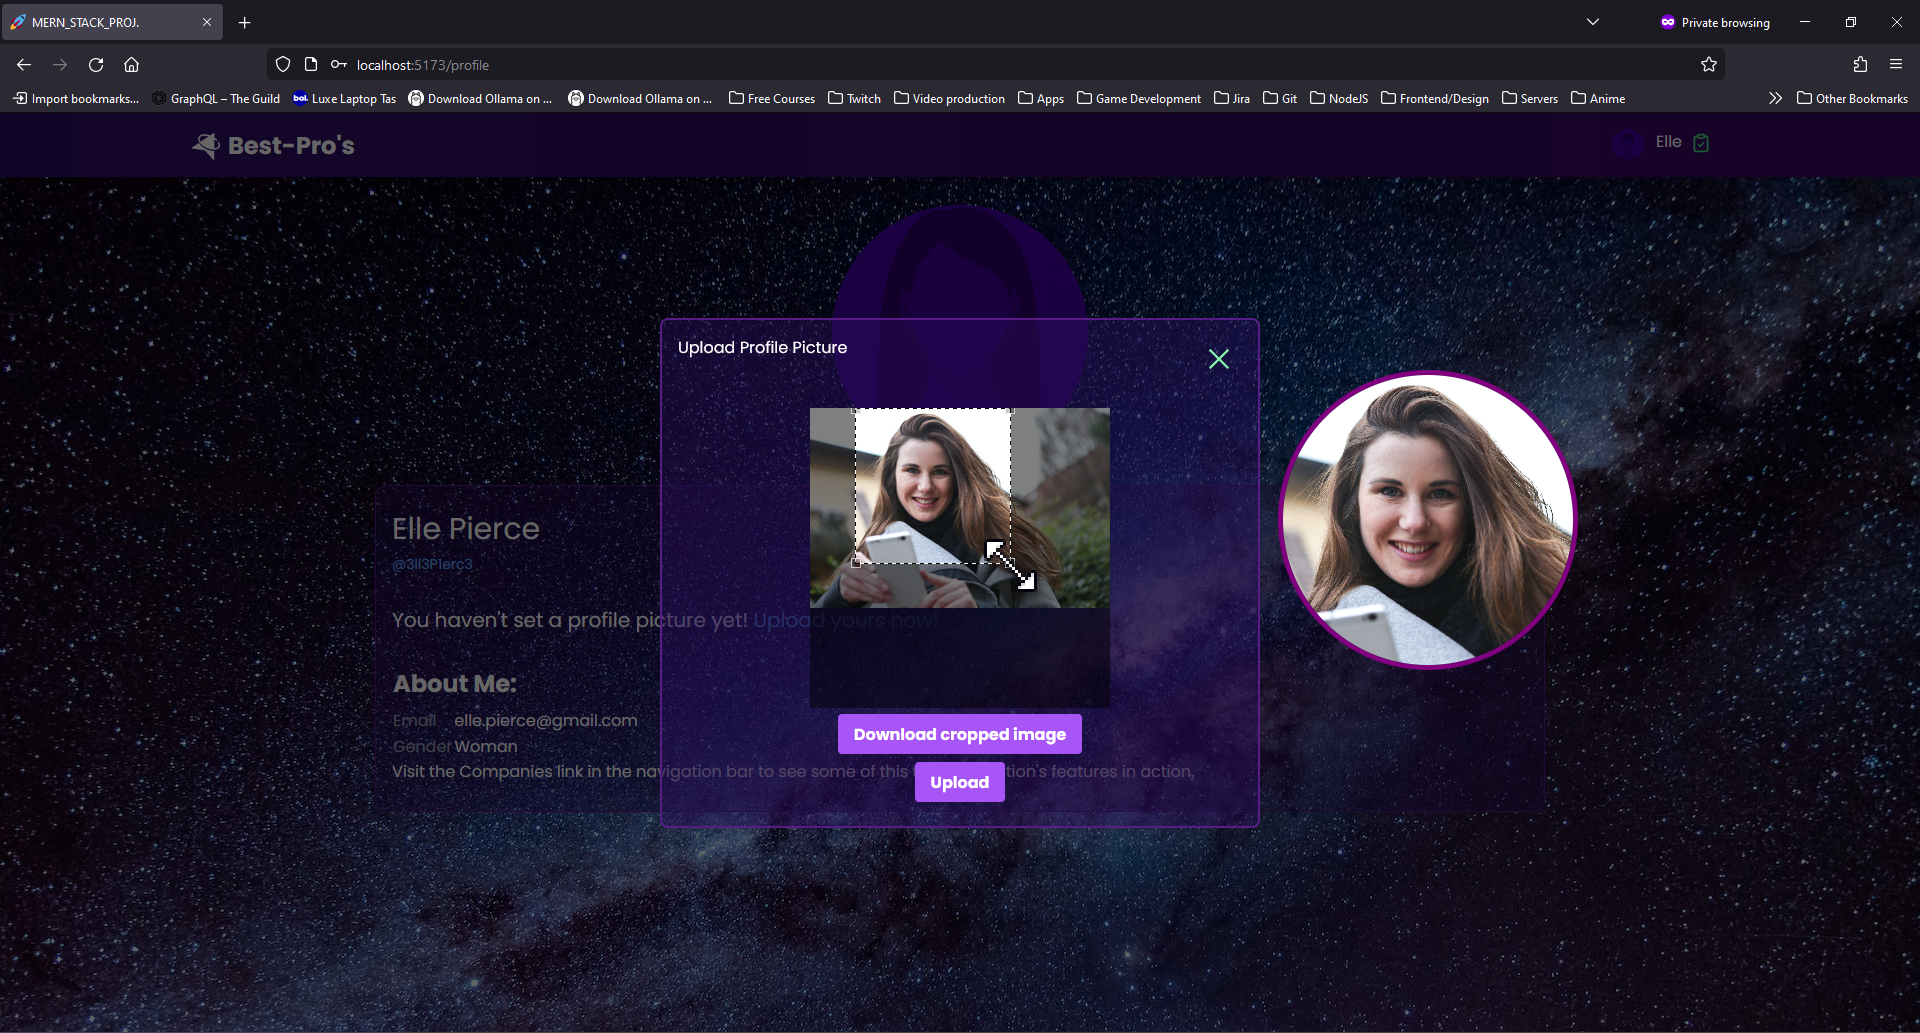 MERN_STACK_PROJ.
Private browsing
localhost:5173/profile
Import bookmarks... GraphQL – The Guild bol. Luxe Laptop Tas Download Ollama on ... Download Ollama on ... Free Courses Twitch Video production Apps Game Development Jira Git NodeJS Frontend/Design Servers Anime Other Bookmarks
Best-Pro's
Elle
Upload Profile Picture
Elle Pierce
@3ll3P1erc3
You haven't set a profile picture yet! Upload yours now!
About Me:
Email elle.pierce@gmail.com
Download cropped image
Gender Woman
Visit the Companies link in the navigation bar to see some of this tion's features in action.
Upload